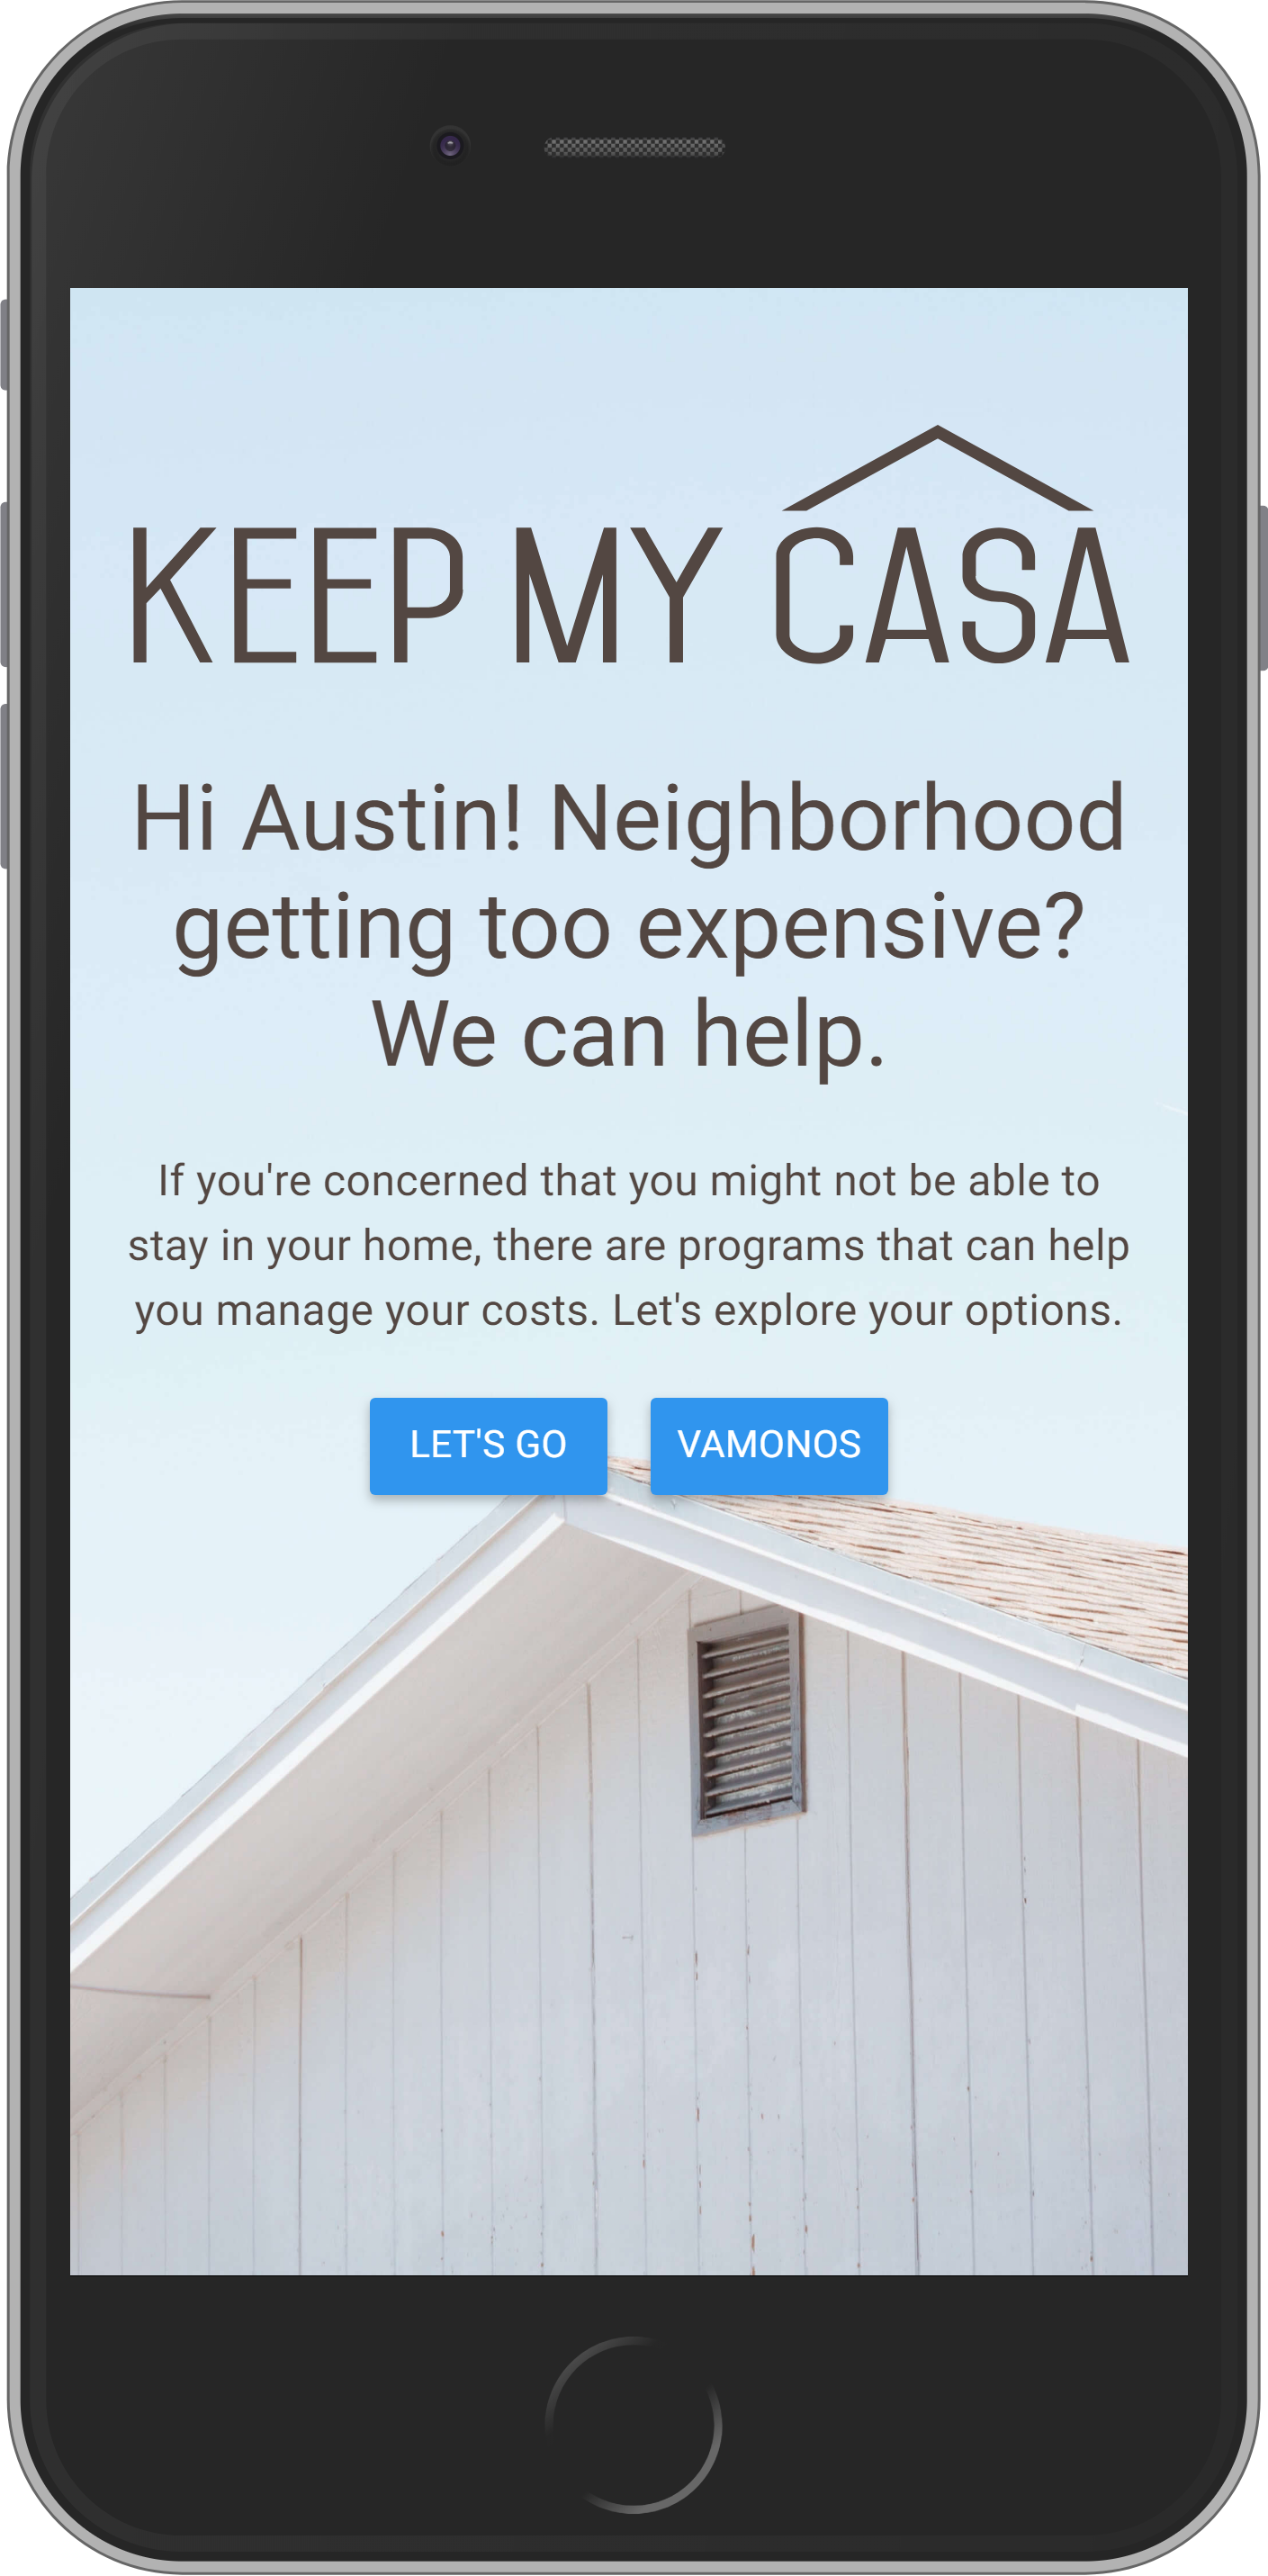 KEEP MY CASA
Hi Austin! Neighborhood
getting too expensive?
We can help.
If you're concerned that you might not be able to
stay in your home, there are programs that can help
you manage your costs. Let's explore your options.
LET'S GO VAMONOS